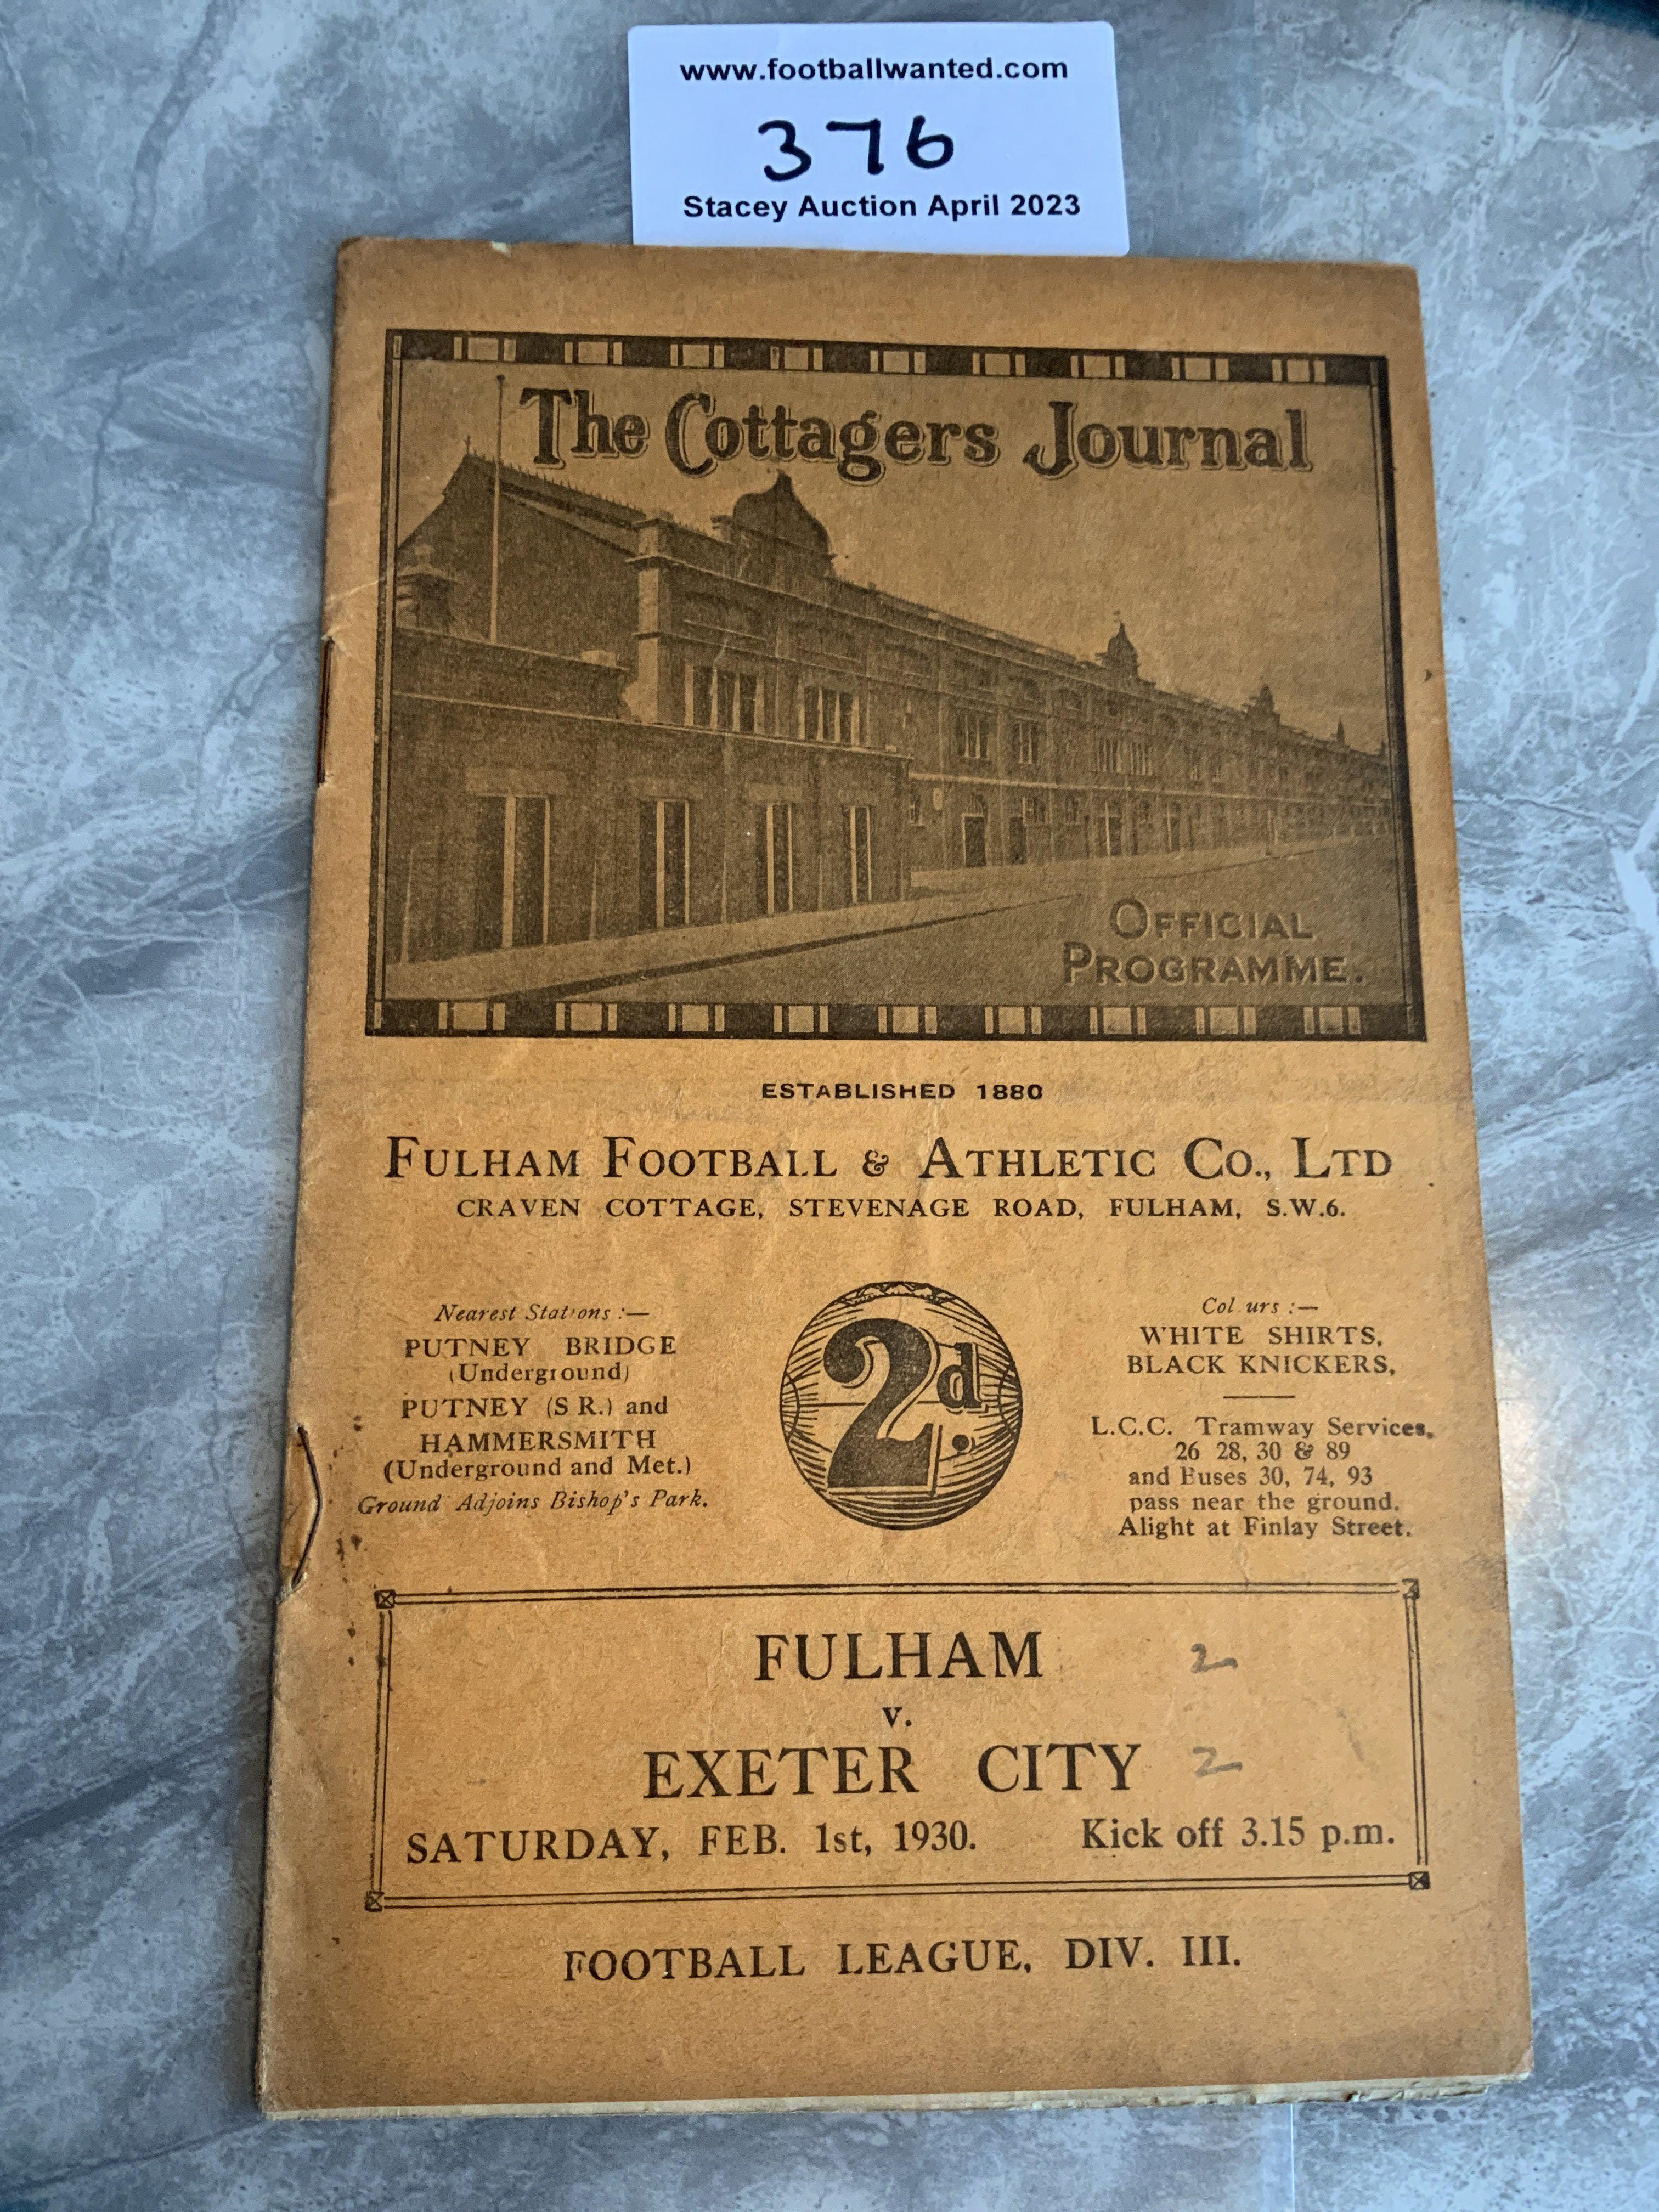 www.footballwanted.com
376
Stacey Auction April 2023
The Cottagers Journal
OFFICIAL
PROGRAMME.
ESTABLISHED 1880
FULHAM FOOTBALL & ATHLETIC CO., LTD
CRAVEN COTTAGE, STEVENAGE ROAD, FULHAM, S.W.6.
Nearest Stations :—
PUTNEY BRIDGE
(Underground)
PUTNEY (S R.) and
HAMMERSMITH
(Underground and Met.)
Ground Adjoins Bishop's Park.
2d.
Col urs :—
WHITE SHIRTS,
BLACK KNICKERS,
L.C.C. Tramway Services,
26 28, 30 & 89
and Buses 30, 74, 93
pass near the ground.
Alight at Finlay Street.
FULHAM 2
v.
EXETER CITY 2
SATURDAY, FEB. 1st, 1930. Kick off 3.15 p.m.
FOOTBALL LEAGUE, DIV. III.